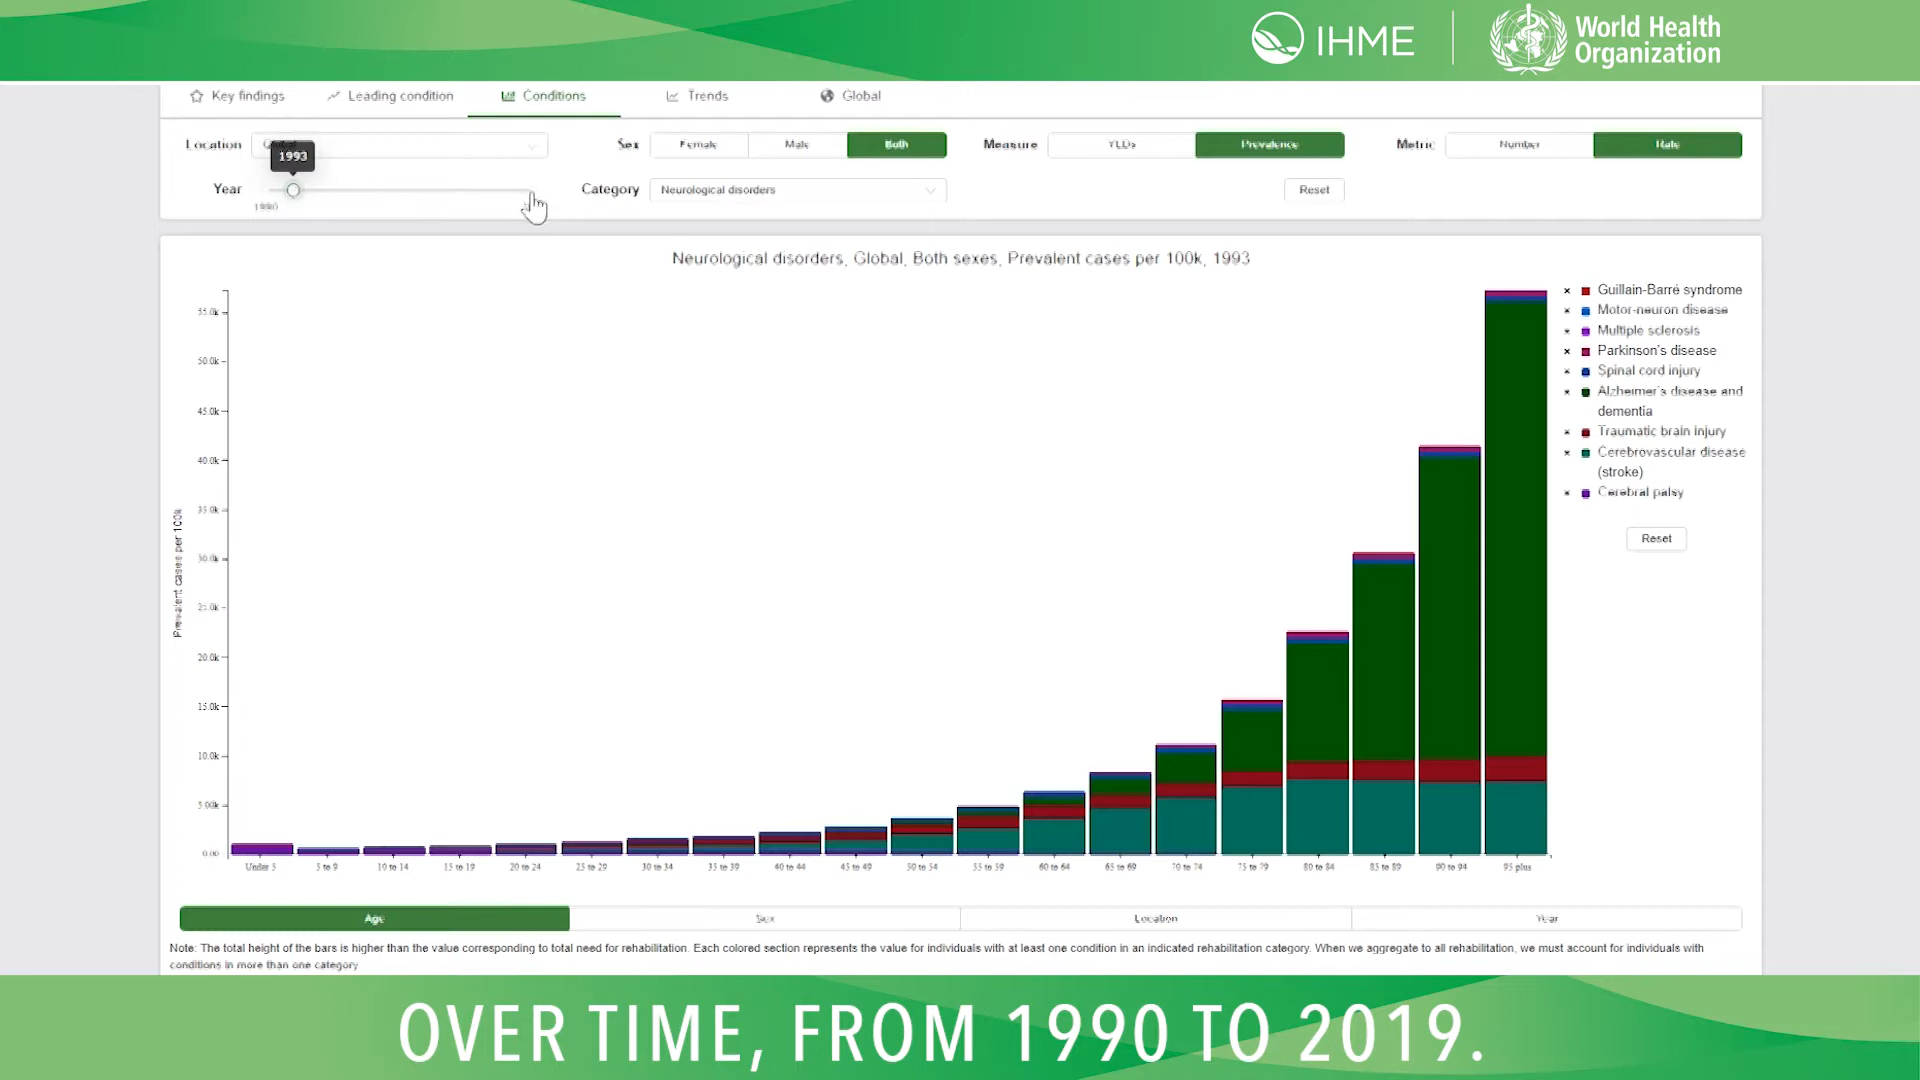 IHME
World Health
Organization
Key findings
Leading condition
Conditions
Trends
Global
Location
Sex
Female
Male
Both
Measure
YLDs
Prevalence
Metric
Number
Rate
1993
Year
1990
Category
Neurological disorders
Reset
Neurological disorders, Global, Both sexes, Prevalent cases per 100k, 1993
Prevalent cases per 100k
55.0k
50.0k
45.0k
40.0k
35.0k
30.0k
25.0k
20.0k
15.0k
10.0k
5.00k
0.00
Under 5
5 to 9
10 to 14
15 to 19
20 to 24
25 to 29
30 to 34
35 to 39
40 to 44
45 to 49
50 to 54
55 to 59
60 to 64
65 to 69
70 to 74
75 to 79
80 to 84
85 to 89
90 to 94
95 plus
Guillain-Barré syndrome
Motor-neuron disease
Multiple sclerosis
Parkinson's disease
Spinal cord injury
Alzheimer's disease and
dementia
Traumatic brain injury
Cerebrovascular disease
(stroke)
Cerebral palsy
Reset
Age
Sex
Location
Year
Note: The total height of the bars is higher than the value corresponding to total need for rehabilitation. Each colored section represents the value for individuals with at least one condition in an indicated rehabilitation category. When we aggregate to all rehabilitation, we must account for individuals with
conditions in more than one category
OVER TIME, FROM 1990 TO 2019.